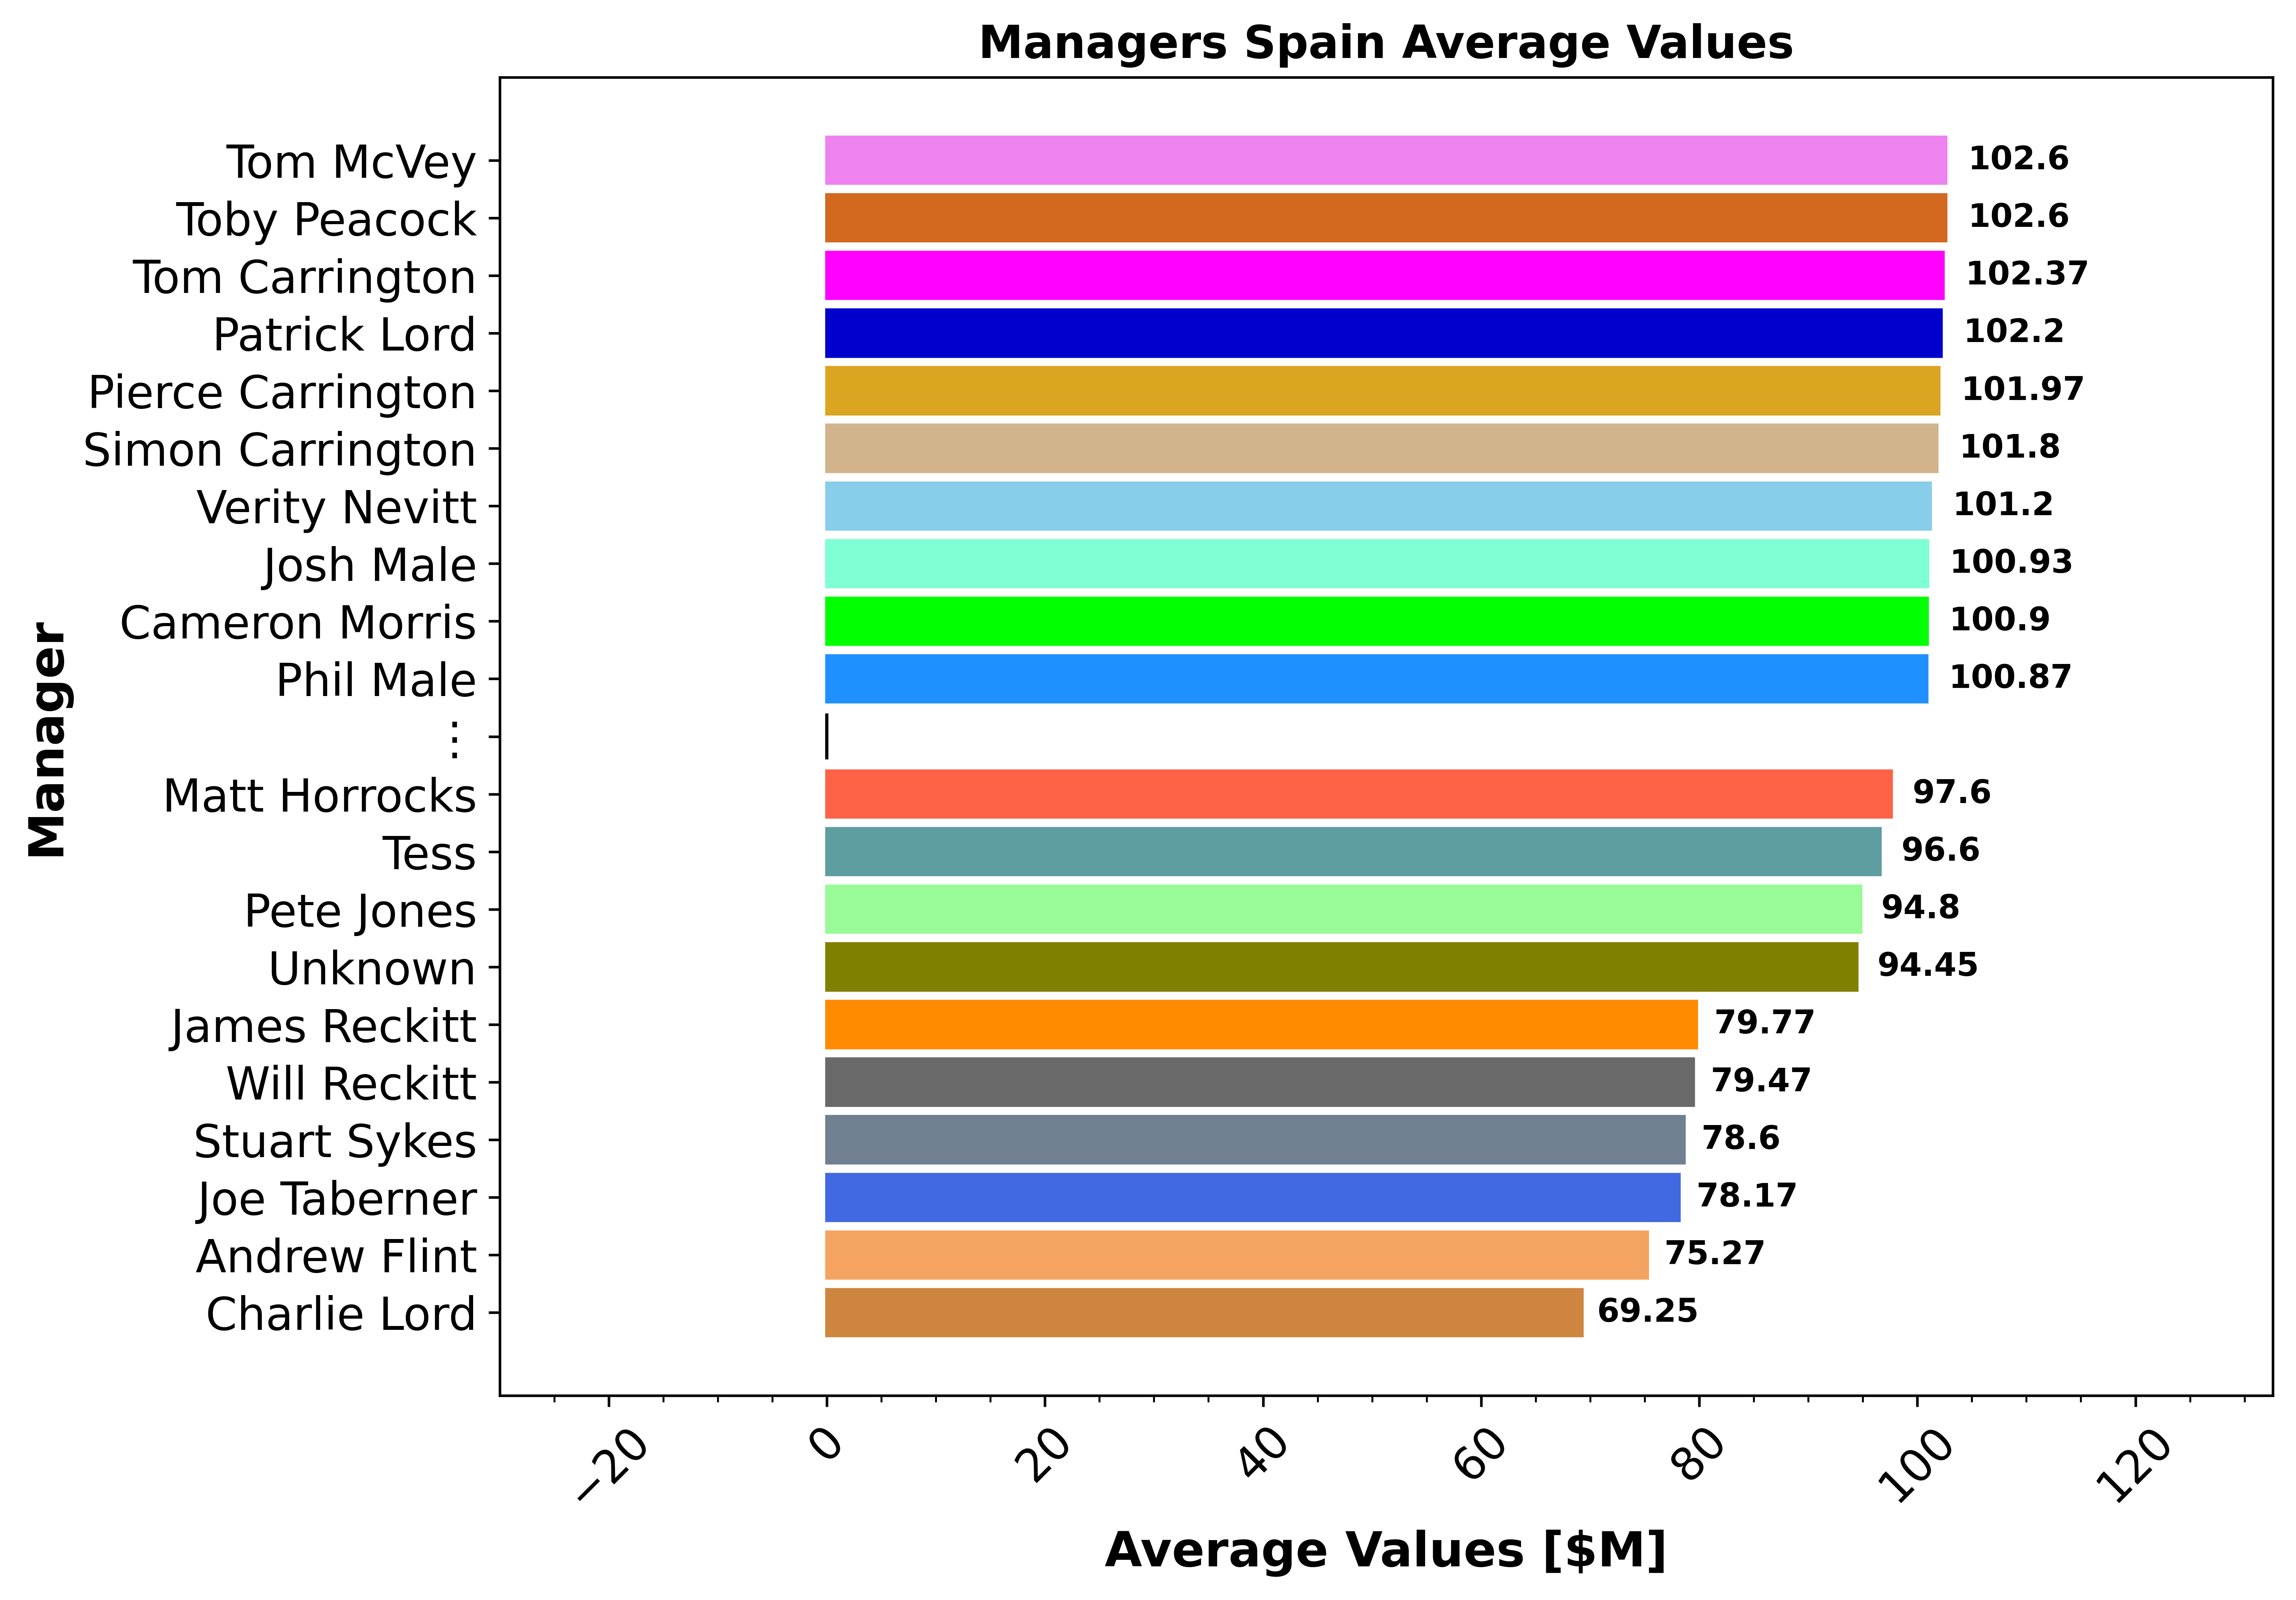 Managers Spain Average Values
Manager
Tom McVey 102.6
Toby Peacock 102.6
Tom Carrington 102.37
Patrick Lord 102.2
Pierce Carrington 101.97
Simon Carrington 101.8
Verity Nevitt 101.2
Josh Male 100.93
Cameron Morris 100.9
Phil Male 100.87
⋮
Matt Horrocks 97.6
Tess 96.6
Pete Jones 94.8
Unknown 94.45
James Reckitt 79.77
Will Reckitt 79.47
Stuart Sykes 78.6
Joe Taberner 78.17
Andrew Flint 75.27
Charlie Lord 69.25
−20 0 20 40 60 80 100 120
Average Values [$M]